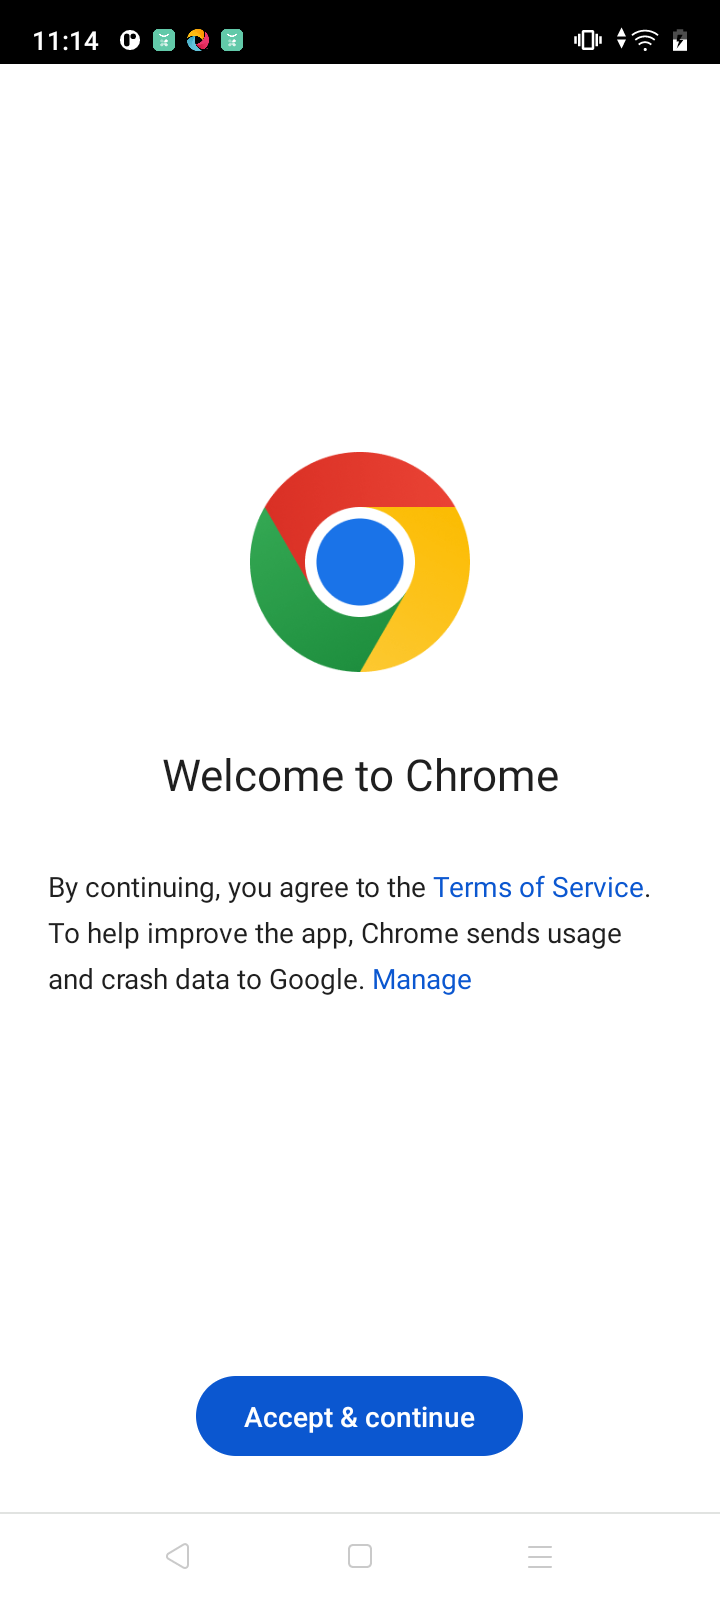 11:14
Welcome to Chrome
By continuing, you agree to the Terms of Service.
To help improve the app, Chrome sends usage
and crash data to Google. Manage
Accept & continue